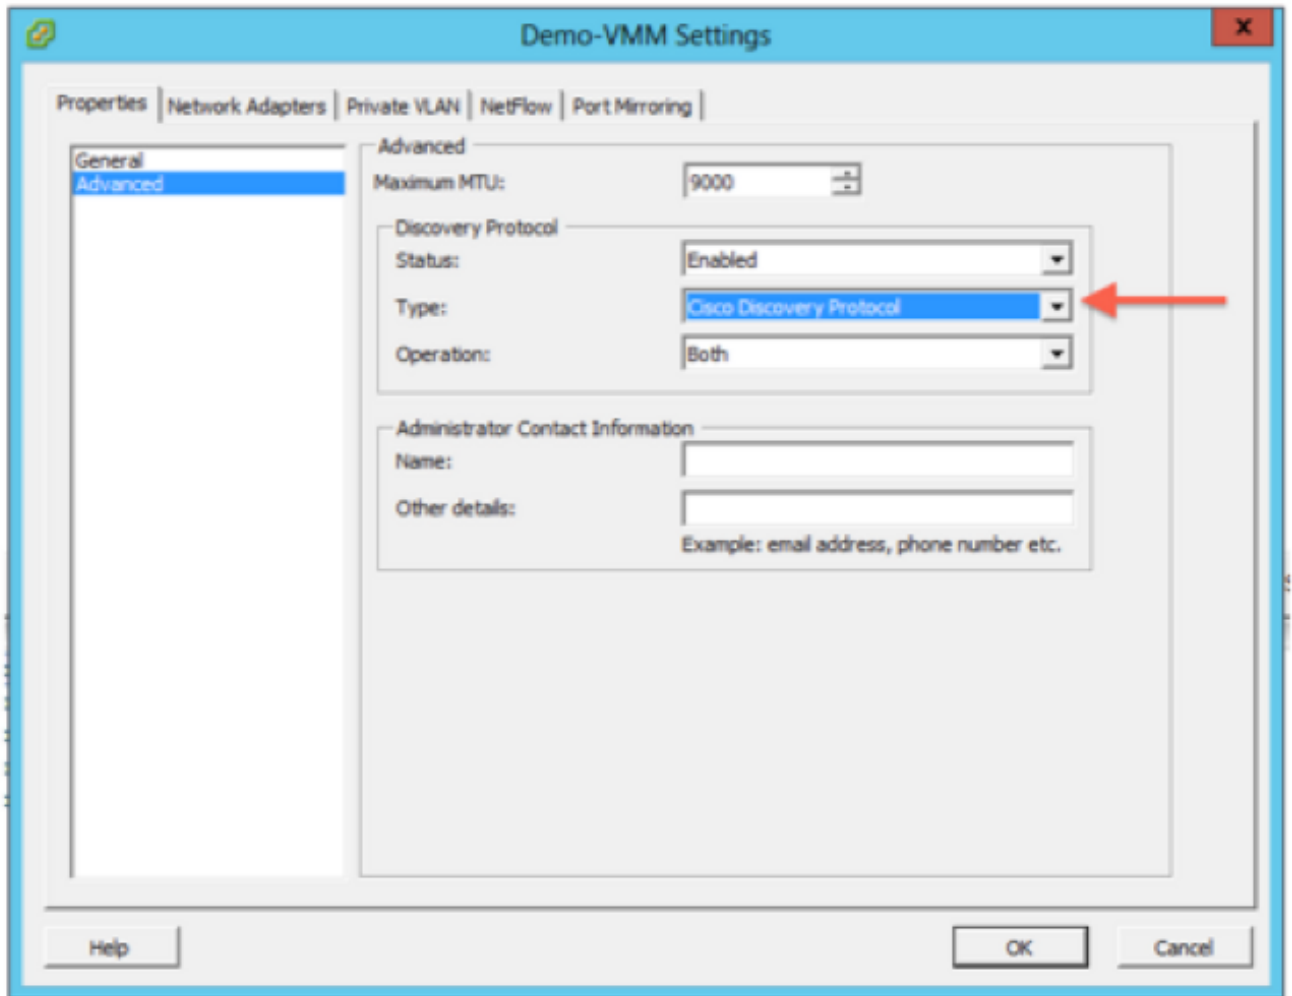 Demo-VMM Settings
x
Properties Network Adapters Private VLAN NetFlow Port Mirroring
General
Advanced
Advanced
Maximum MTU: 9000
Discovery Protocol
Status: Enabled
Type: Cisco Discovery Protocol
Operation: Both
Administrator Contact Information
Name:
Other details:
Example: email address, phone number etc.
Help OK Cancel